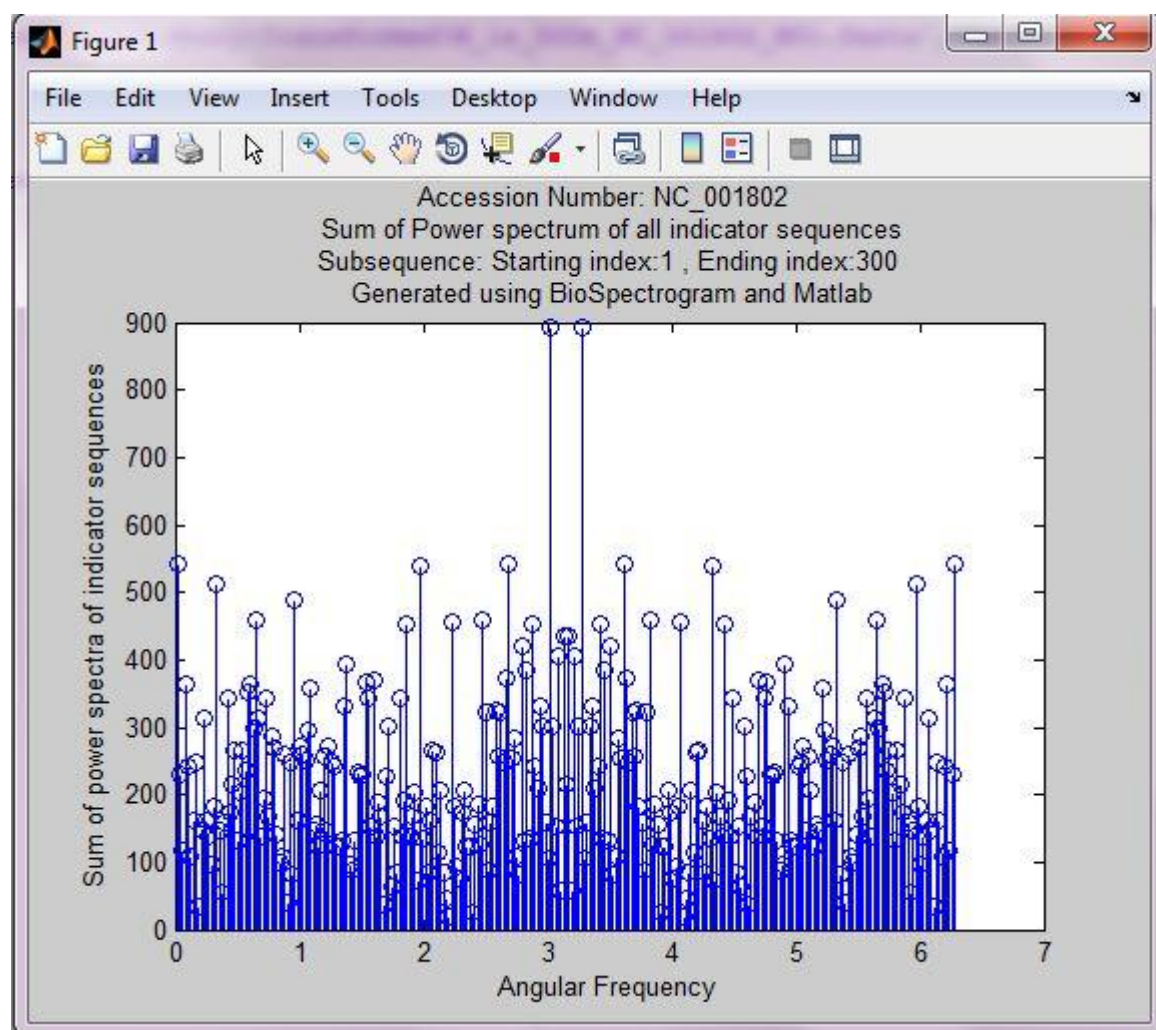 Figure 1
File Edit View Insert Tools Desktop Window Help
Accession Number: NC_001802
Sum of Power spectrum of all indicator sequences
Subsequence: Starting index:1 , Ending index:300
Generated using BioSpectrogram and Matlab
900
800
700
600
500
400
300
200
100
0
Sum of power spectra of indicator sequences
0 1 2 3 4 5 6 7
Angular Frequency